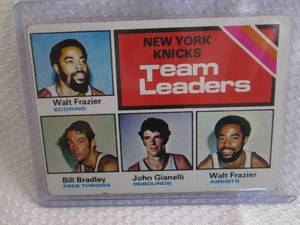 NEW YORK
KNICKS
Team
Leaders
Walt Frazier
SCORING
Bill Bradley
FREE THROWS
John Gianelli
REBOUNDS
Walt Frazier
ASSISTS